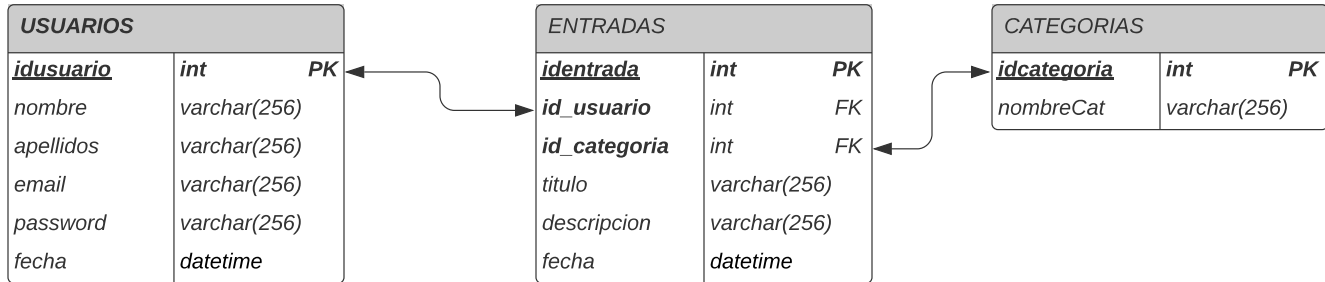 USUARIOS
idusuario int PK
nombre varchar(256)
apellidos varchar(256)
email varchar(256)
password varchar(256)
fecha datetime
ENTRADAS
identrada int PK
id_usuario int FK
id_categoria int FK
titulo varchar(256)
descripcion varchar(256)
fecha datetime
CATEGORIAS
idcategoria int PK
nombreCat varchar(256)